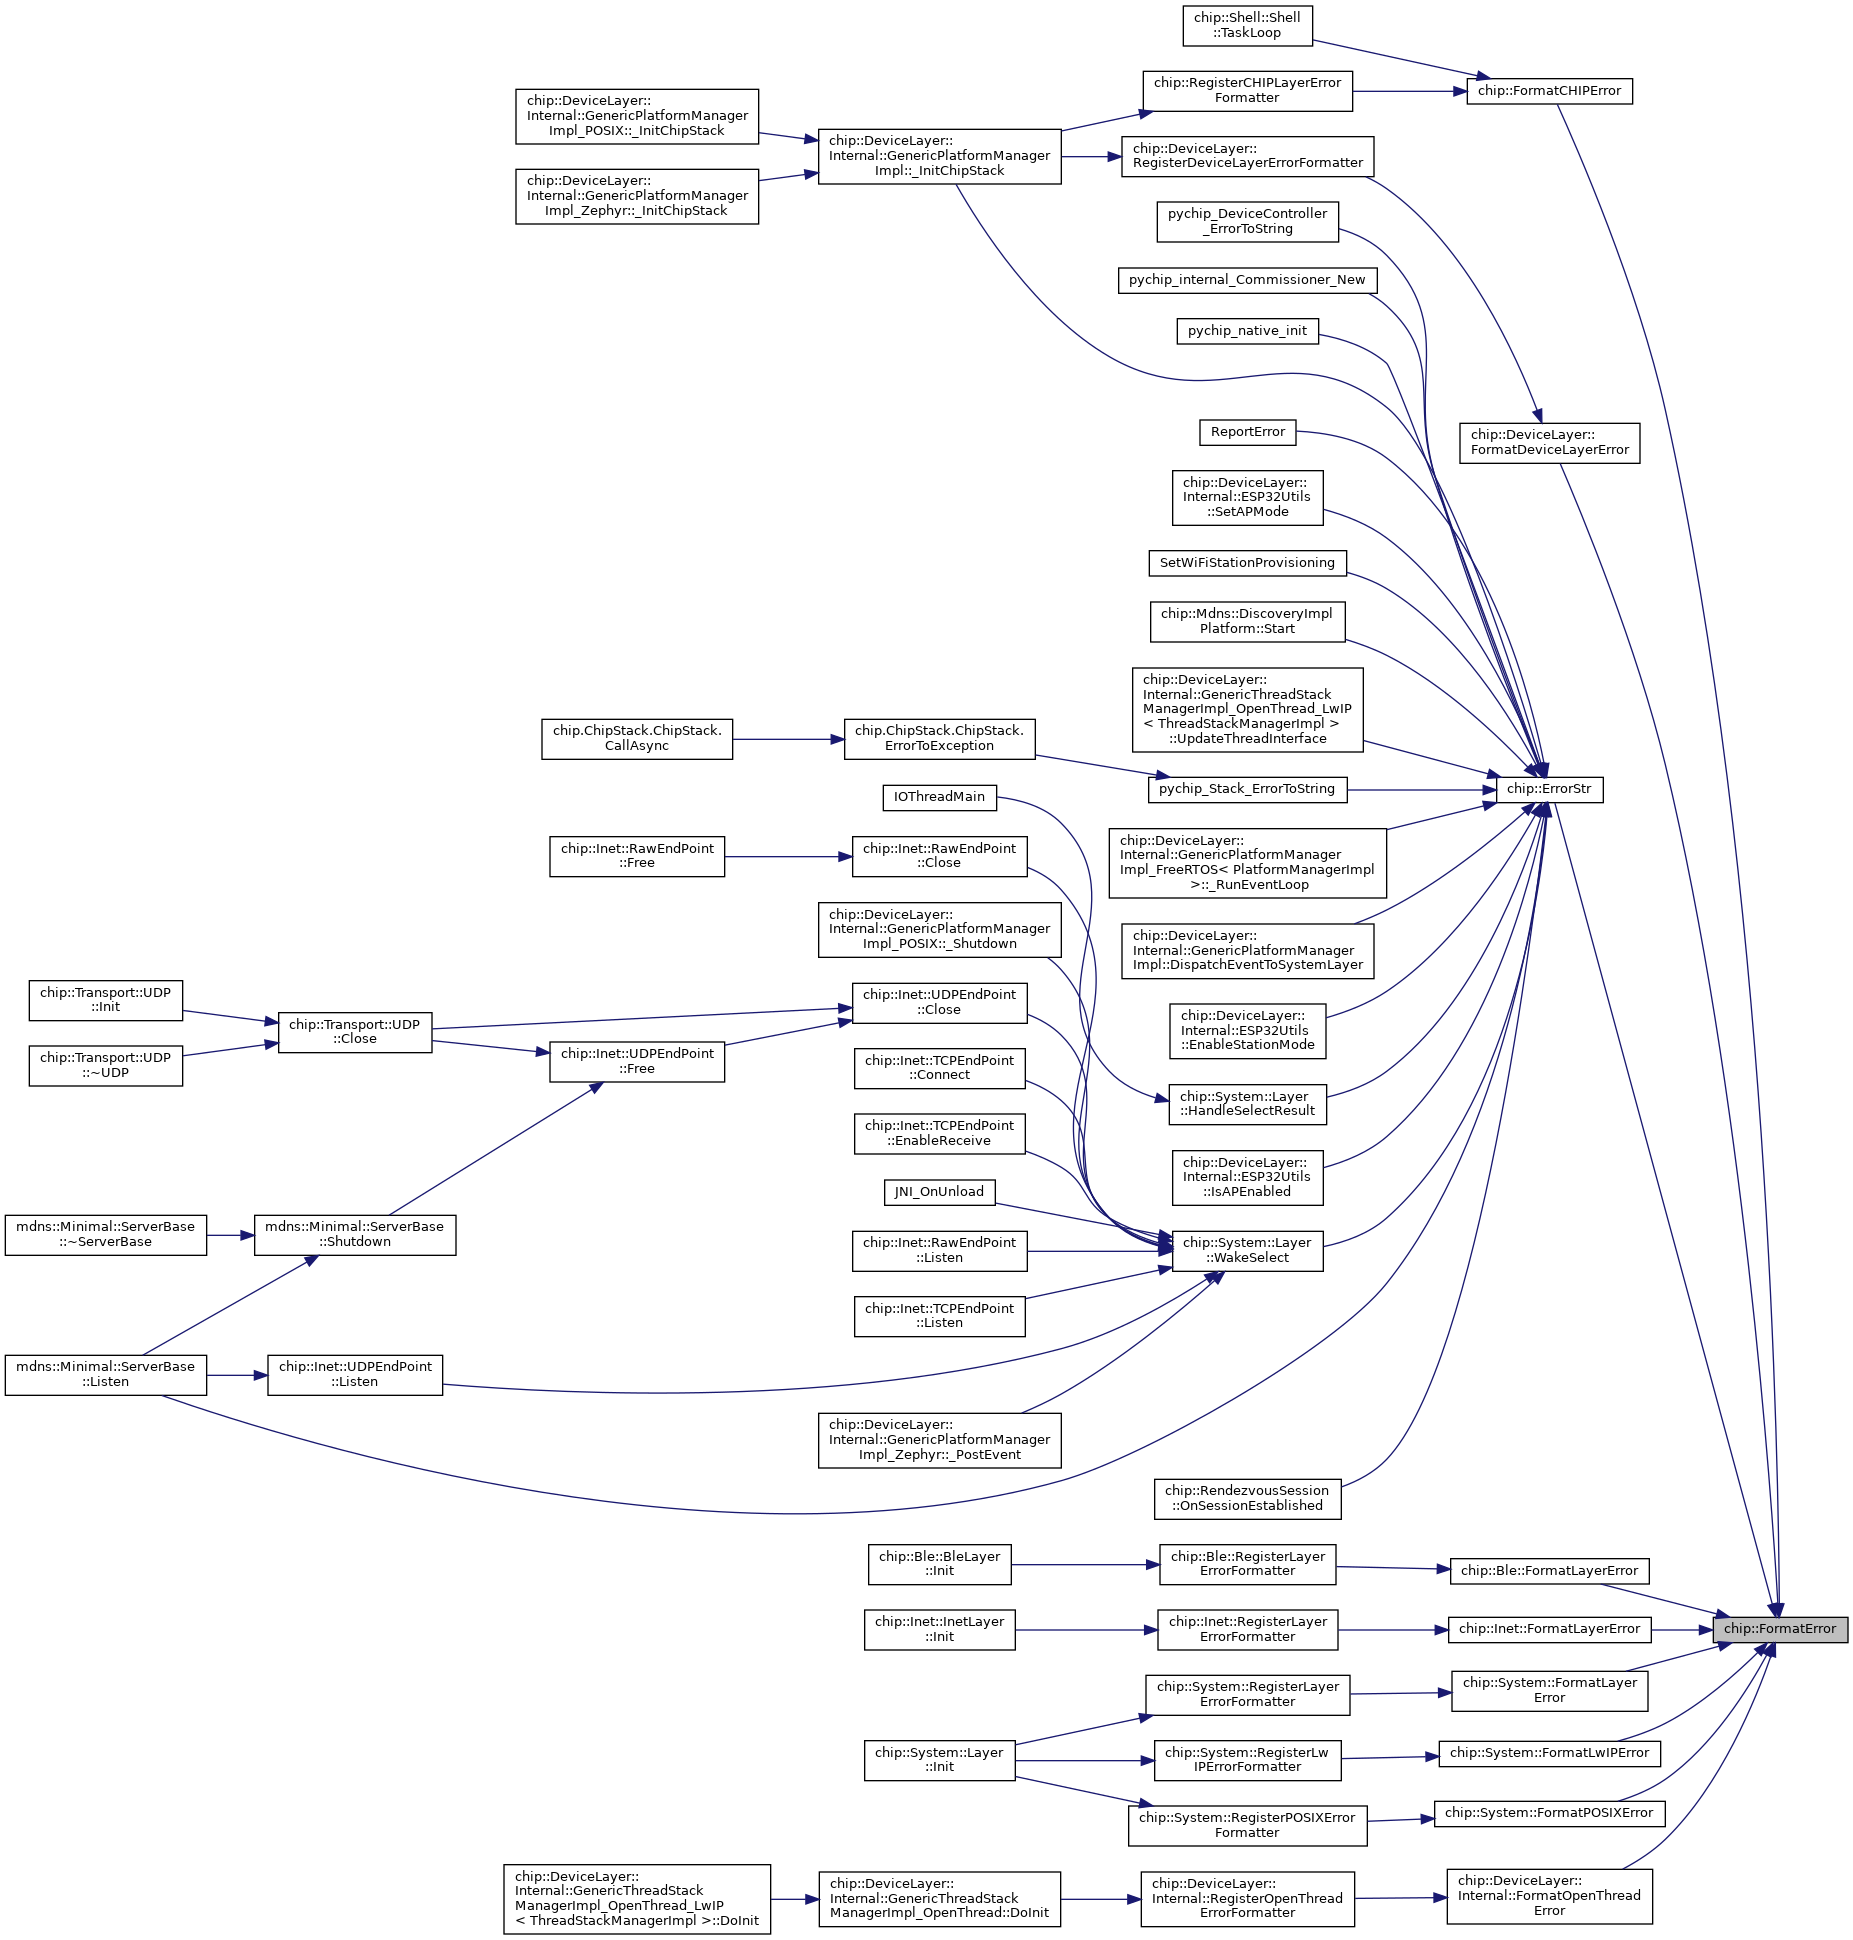 chip::Shell::Shell
::TaskLoop
chip::RegisterCHIPLayerError
Formatter
chip::FormatCHIPError
chip::DeviceLayer::
Internal::GenericPlatformManager
Impl_POSIX::_InitChipStack
chip::DeviceLayer::
Internal::GenericPlatformManager
Impl::_InitChipStack
chip::DeviceLayer::
RegisterDeviceLayerErrorFormatter
chip::DeviceLayer::
Internal::GenericPlatformManager
Impl_Zephyr::_InitChipStack
pychip_DeviceController
_ErrorToString
pychip_internal_Commissioner_New
pychip_native_init
ReportError
chip::DeviceLayer::
FormatDeviceLayerError
chip::DeviceLayer::
Internal::ESP32Utils
::SetAPMode
SetWiFiStationProvisioning
chip::Mdns::DiscoveryImpl
Platform::Start
chip::DeviceLayer::
Internal::GenericThreadStack
ManagerImpl_OpenThread_LwIP
< ThreadStackManagerImpl >
::UpdateThreadInterface
chip.ChipStack.ChipStack.
CallAsync
chip.ChipStack.ChipStack.
ErrorToException
pychip_Stack_ErrorToString
chip::ErrorStr
IOThreadMain
chip::Inet::RawEndPoint
::Free
chip::Inet::RawEndPoint
::Close
chip::DeviceLayer::
Internal::GenericPlatformManager
Impl_FreeRTOS< PlatformManagerImpl
>::_RunEventLoop
chip::DeviceLayer::
Internal::GenericPlatformManager
Impl_POSIX::_Shutdown
chip::DeviceLayer::
Internal::GenericPlatformManager
Impl::DispatchEventToSystemLayer
chip::Transport::UDP
::Init
chip::Transport::UDP
::Close
chip::Inet::UDPEndPoint
::Close
chip::DeviceLayer::
Internal::ESP32Utils
::EnableStationMode
chip::Transport::UDP
::~UDP
chip::Inet::UDPEndPoint
::Free
chip::Inet::TCPEndPoint
::Connect
chip::System::Layer
::HandleSelectResult
chip::Inet::TCPEndPoint
::EnableReceive
chip::DeviceLayer::
Internal::ESP32Utils
::IsAPEnabled
JNI_OnUnload
mdns::Minimal::ServerBase
::~ServerBase
mdns::Minimal::ServerBase
::Shutdown
chip::Inet::RawEndPoint
::Listen
chip::System::Layer
::WakeSelect
chip::Inet::TCPEndPoint
::Listen
mdns::Minimal::ServerBase
::Listen
chip::Inet::UDPEndPoint
::Listen
chip::DeviceLayer::
Internal::GenericPlatformManager
Impl_Zephyr::_PostEvent
chip::RendezvousSession
::OnSessionEstablished
chip::Ble::BleLayer
::Init
chip::Ble::RegisterLayer
ErrorFormatter
chip::Ble::FormatLayerError
chip::Inet::InetLayer
::Init
chip::Inet::RegisterLayer
ErrorFormatter
chip::Inet::FormatLayerError
chip::FormatError
chip::System::RegisterLayer
ErrorFormatter
chip::System::FormatLayer
Error
chip::System::Layer
::Init
chip::System::RegisterLw
IPErrorFormatter
chip::System::FormatLwIPError
chip::System::RegisterPOSIXError
Formatter
chip::System::FormatPOSIXError
chip::DeviceLayer::
Internal::GenericThreadStack
ManagerImpl_OpenThread_LwIP
< ThreadStackManagerImpl >::DoInit
chip::DeviceLayer::
Internal::GenericThreadStack
ManagerImpl_OpenThread::DoInit
chip::DeviceLayer::
Internal::RegisterOpenThread
ErrorFormatter
chip::DeviceLayer::
Internal::FormatOpenThread
Error